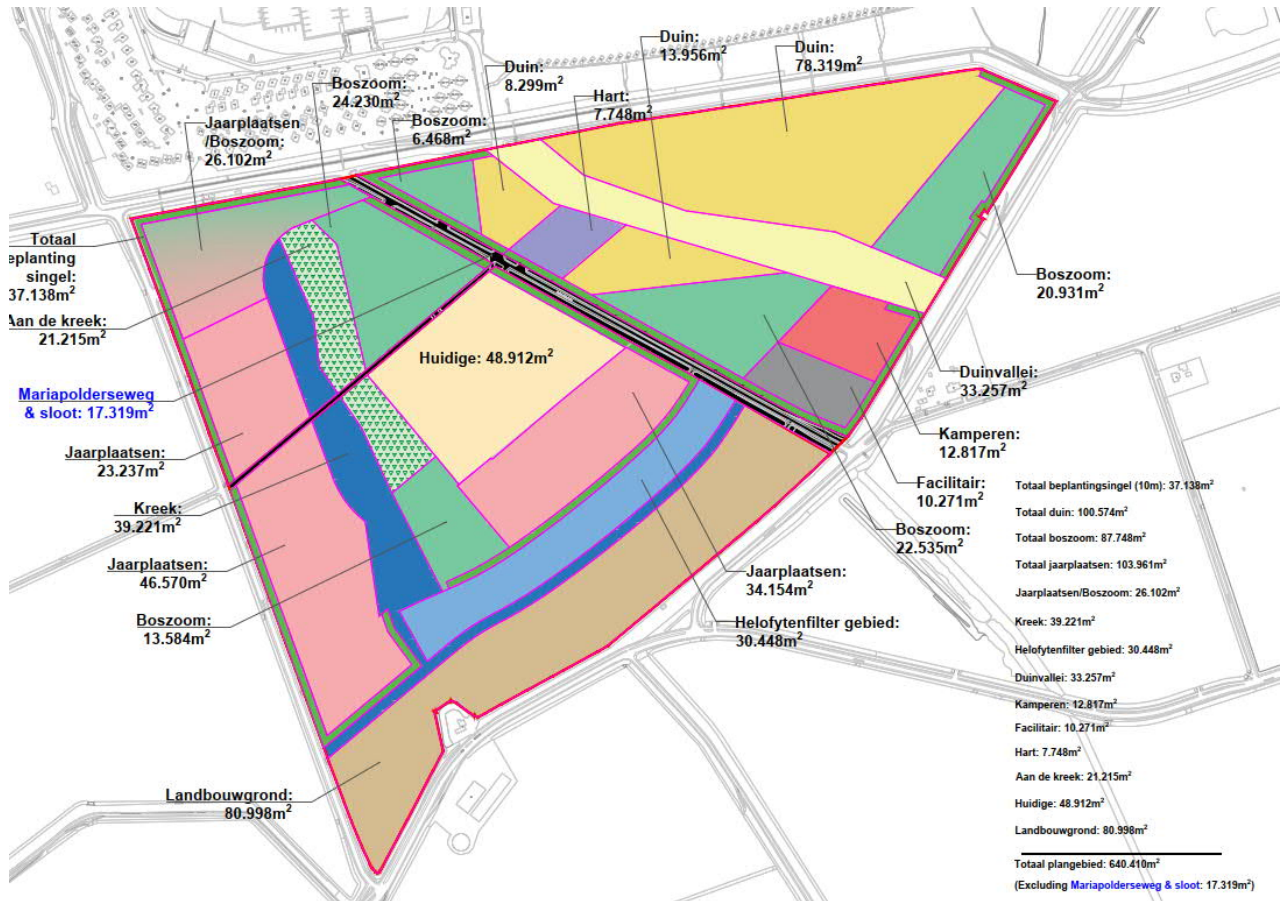 Duin:
13.956m²
Duin:
78.319m²
Duin:
8.299m²
Hart:
7.748m²
Boszoom:
24.230m²
Boszoom:
6.468m²
Jaarplaatsen
/Boszoom:
26.102m²
Totaal
eplanting
singel:
37.138m²
Aan de kreek:
21.215m²
Mariapolderseweg
& sloot: 17.319m²
Huidige: 48.912m²
Jaarplaatsen:
23.237m²
Kreek:
39.221m²
Jaarplaatsen:
46.570m²
Boszoom:
13.584m²
Landbouwgrond:
80.998m²
Boszoom:
20.931m²
Duinvallei:
33.257m²
Kamperen:
12.817m²
Facilitair:
10.271m²
Boszoom:
22.535m²
Jaarplaatsen:
34.154m²
Helofytenfilter gebied:
30.448m²
Totaal beplantingsingel (10m): 37.138m²
Totaal duin: 100.574m²
Totaal boszoom: 87.748m²
Totaal jaarplaatsen: 103.961m²
Jaarplaatsen/Boszoom: 26.102m²
Kreek: 39.221m²
Helofytenfilter gebied: 30.448m²
Duinvallei: 33.257m²
Kamperen: 12.817m²
Facilitair: 10.271m²
Hart: 7.748m²
Aan de kreek: 21.215m²
Huidige: 48.912m²
Landbouwgrond: 80.998m²
Totaal plangebied: 640.410m²
(Excluding Mariapolderseweg & sloot: 17.319m²)